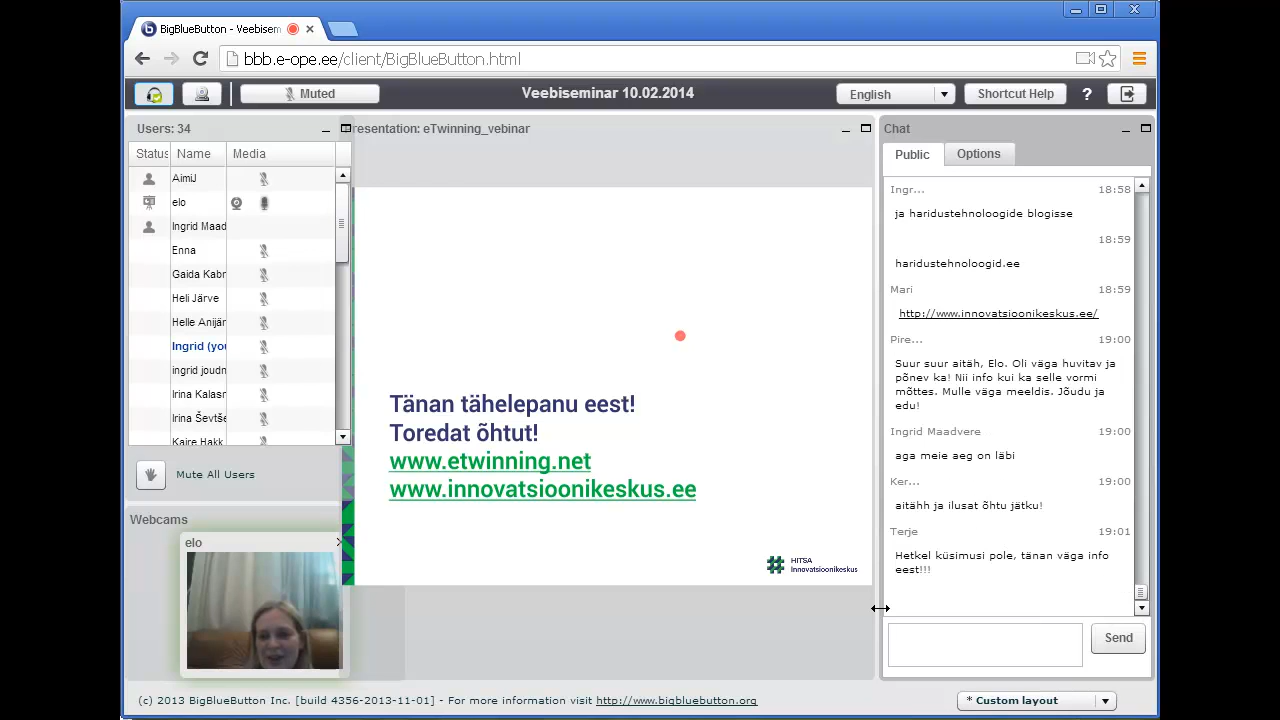 BigBlueButton - Veebisem
bbb.e-ope.ee/client/BigBlueButton.html
Muted
Veebiseminar 10.02.2014
English
Shortcut Help
?
Users: 34
Status Name Media
AimiJ
elo
Ingrid Maad
Enna
Gaida Kabr
Heli Järve
Helle Anijär
Ingrid (you
ingrid joudn
Irina Kalasn
Irina Ševtše
Kaire Hakk
Mute All Users
Webcams
elo
resentation: eTwinning_vebinar
Tänan tähelepanu eest!
Toredat õhtut!
www.etwinning.net
www.innovatsioonikeskus.ee
HITSA
Innovatsioonikeskus
Chat
Public Options
Ingr... 18:58
ja haridustehnoloogide blogisse
18:59
haridustehnoloogid.ee
Mari 18:59
http://www.innovatsioonikeskus.ee/
Pire... 19:00
Suur suur aitäh, Elo. Oli väga huvitav ja
põnev ka! Nii info kui ka selle vormi
mõttes. Mulle väga meeldis. Jõudu ja
edu!
Ingrid Maadvere 19:00
aga meie aeg on läbi
Ker... 19:00
aitähh ja ilusat õhtu jätku!
Terje 19:01
Hetkel küsimusi pole, tänan väga info
eest!!!
Send
(c) 2013 BigBlueButton Inc. [build 4356-2013-11-01] - For more information visit http://www.bigbluebutton.org
* Custom layout